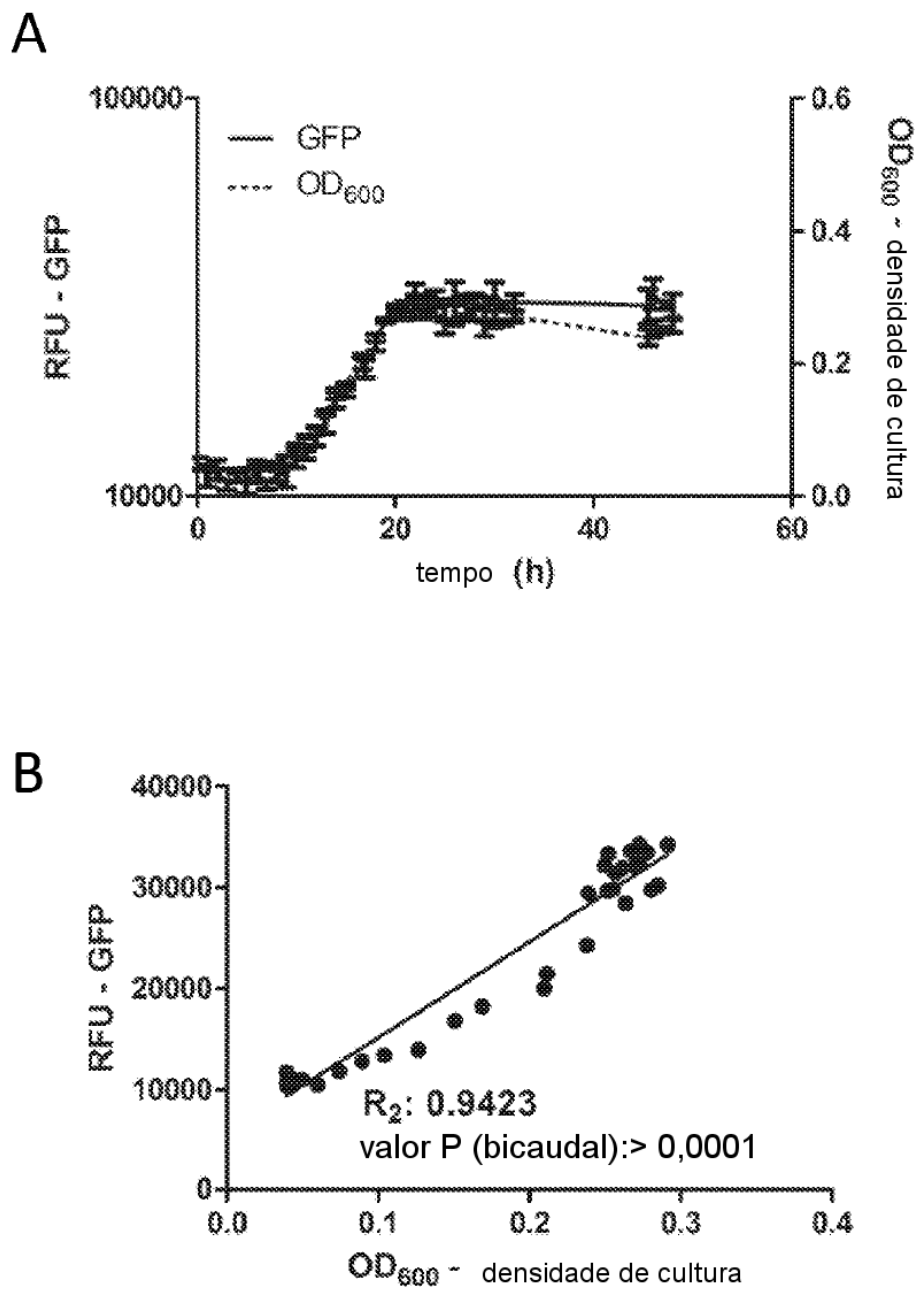 A
100000
0.6
GFP
OD600
0.4
RFU - GFP
OD600 - densidade de cultura
0.2
10000
0.0
0
20
40
60
tempo (h)
B
40000
30000
RFU - GFP
20000
10000
R2: 0.9423
valor P (bicaudal):> 0,0001
0
0.0
0.1
0.2
0.3
0.4
OD600 - densidade de cultura